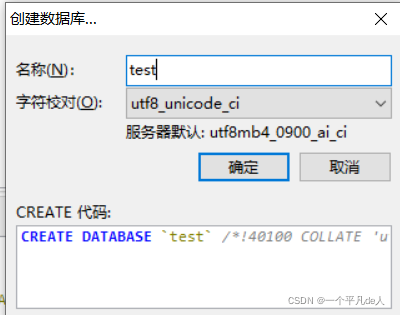 创建数据库...
名称(N):
test
字符校对(O):
utf8_unicode_ci
服务器默认: utf8mb4_0900_ai_ci
确定
取消
CREATE 代码:
CREATE DATABASE `test` /*!40100 COLLATE 'u
CSDN @一个平凡de人